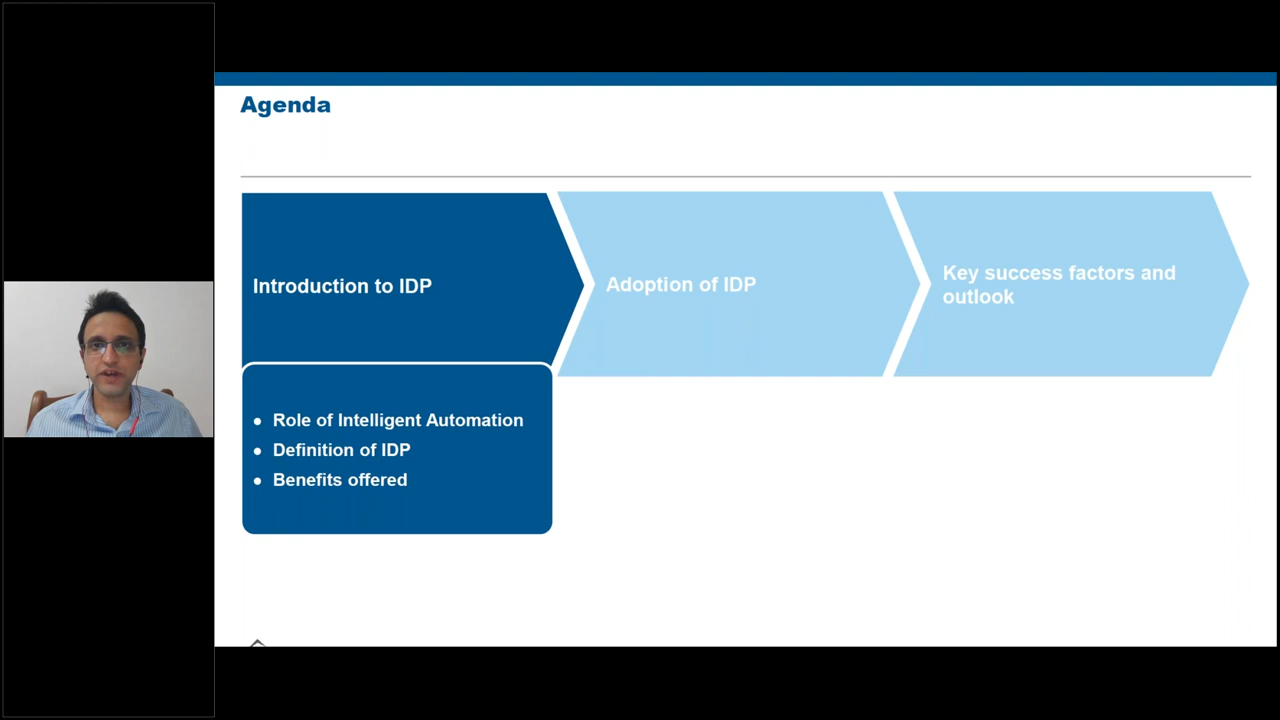 Agenda
Introduction to IDP
Adoption of IDP
Key success factors and
outlook
● Role of Intelligent Automation
● Definition of IDP
● Benefits offered